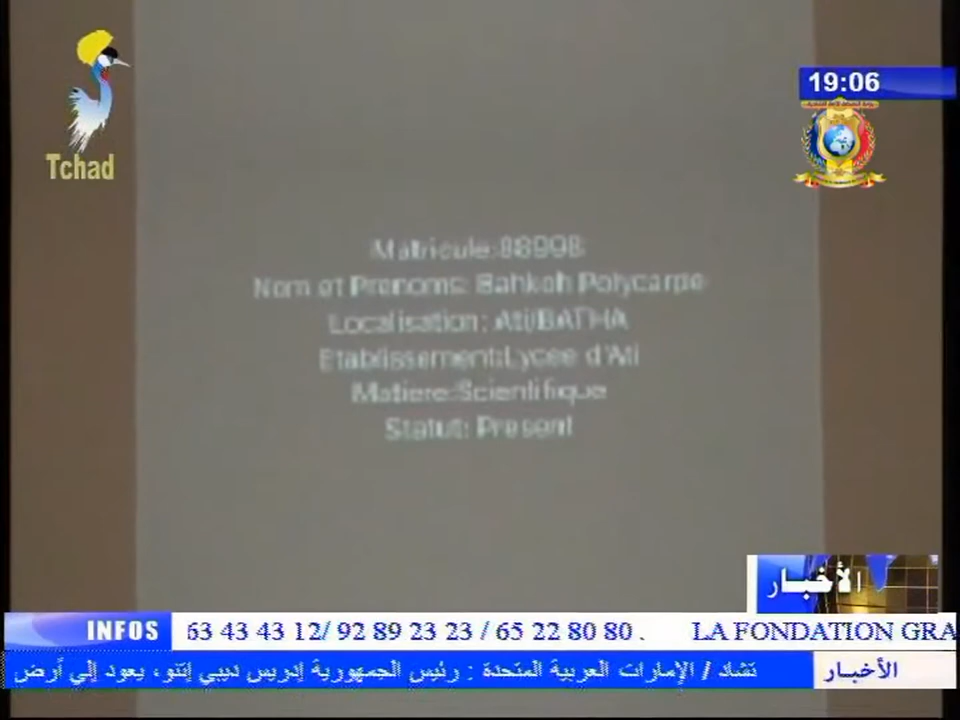 Tchad
19:06
Matricule:88998
Nom et Prenoms: Bahkoh Polycarpe
Localisation: Ati/BATHA
Etablissement:Lycee d'Ati
Matiere:Scientifique
Statut: Present
الأخبار
INFOS
63 43 43 12/ 92 89 23 23 / 65 22 80 80 . LA FONDATION GRA
الأخبار
تشاد / الإمارات العربية المتحدة : رئيس الجمهورية إدريس ديبي إتنو، يعود إلي أرض